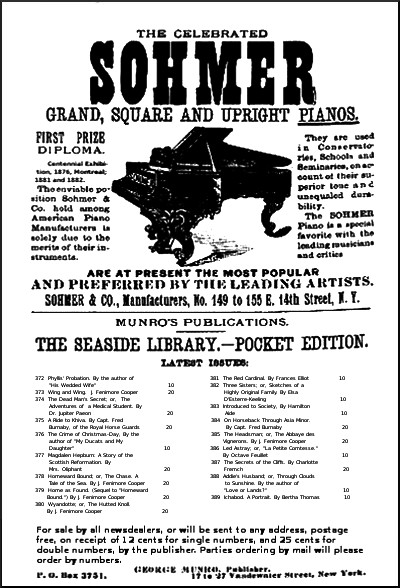 THE CELEBRATED
SOHMER
GRAND, SQUARE AND UPRIGHT PIANOS.
FIRST PRIZE
DIPLOMA.
Centennial Exhibi-
tion, 1876, Montreal;
1881 and 1882.
The enviable po-
sition Sohmer &
Co. hold among
American Piano
Manufacturers is
solely due to the
merits of their in-
struments.
They are used
in Conservato-
ries, Schools and
Seminaries, on ac-
count of their su-
perior tone and
unequaled dura-
bility.
The SOHMER
Piano is a special
favorite with the
leading musicians
and critics
ARE AT PRESENT THE MOST POPULAR
AND PREFERRED BY THE LEADING ARTISTS.
SOHMER & CO., Manufacturers, No. 149 to 155 E. 14th Street, N. Y.
MUNRO'S PUBLICATIONS.
THE SEASIDE LIBRARY.—POCKET EDITION.
LATEST ISSUES:
372 Phyllis' Probation. By the author of
"His Wedded Wife" 10
373 Wing and Wing. J. Fenimore Cooper 20
374 The Dead Man's Secret; or, The
Adventures of a Medical Student. By
Dr. Jupiter Paeon 20
375 A Ride to Khiva. By Capt. Fred
Burnaby, of the Royal Horse Guards 20
376 The Crime of Christmas-Day. By the
author of "My Ducats and My
Daughter" 10
377 Magdalen Hepburn: A Story of the
Scottish Reformation. By
Mrs. Oliphant 20
378 Homeward Bound; or, The Chase. A
Tale of the Sea. By J. Fenimore Cooper 20
379 Home as Found. (Sequel to "Homeward
Bound.") By J. Fenimore Cooper 20
380 Wyandotte; or, The Hutted Knoll
By J. Fenimore Cooper 20
381 The Red Cardinal. By Frances Elliot 10
382 Three Sisters; or, Sketches of a
Highly Original Family. By Elsa
D'Esterre-Keeling 10
383 Introduced to Society. By Hamilton
Aide 10
384 On Horseback Through Asia Minor.
By Capt. Fred Burnaby 20
385 The Headsman; or, The Abbaye des
Vignerons. By J. Fenimore Cooper 20
386 Led Astray; or, "La Petite Comtesse."
By Octave Feuillet 10
387 The Secrets of the Cliffs. By Charlotte
French 20
388 Addie's Husband; or, Through Clouds
to Sunshine. By the author of
"Love or Lands?" 10
389 Ichabod. A Portrait. By Bertha Thomas 10
For sale by all newsdealers, or will be sent to any address, postage
free, on receipt of 12 cents for single numbers, and 25 cents for
double numbers, by the publisher. Parties ordering by mail will please
order by numbers.
GEORGE MUNRO, Publisher,
P. O. Box 3751. 17 to 27 Vandewater Street, New York.